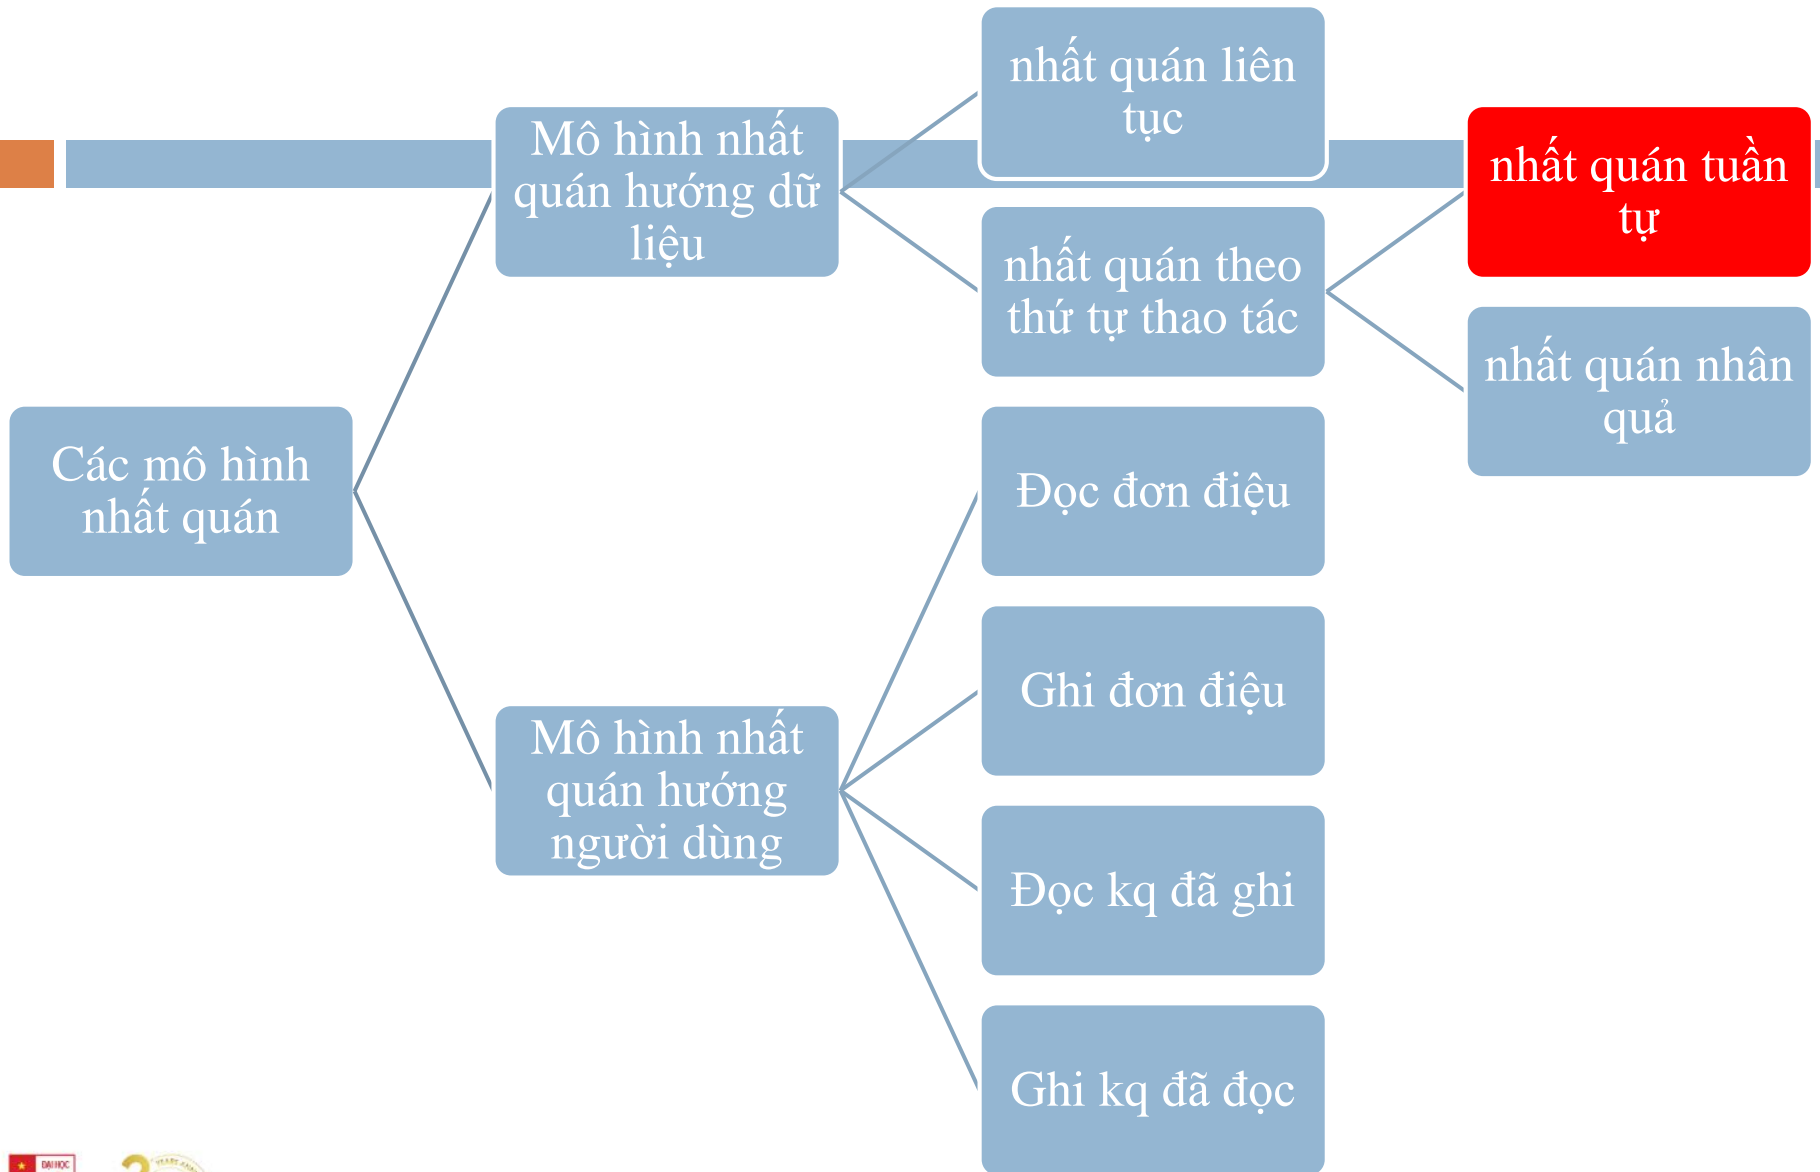 Các mô hình
nhất quán
Mô hình nhất
quán hướng dữ
liệu
nhất quán liên
tục
nhất quán theo
thứ tự thao tác
nhất quán tuần
tự
nhất quán nhân
quả
Mô hình nhất
quán hướng
người dùng
Đọc đơn điệu
Ghi đơn điệu
Đọc kq đã ghi
Ghi kq đã đọc
ĐẠI HỌC